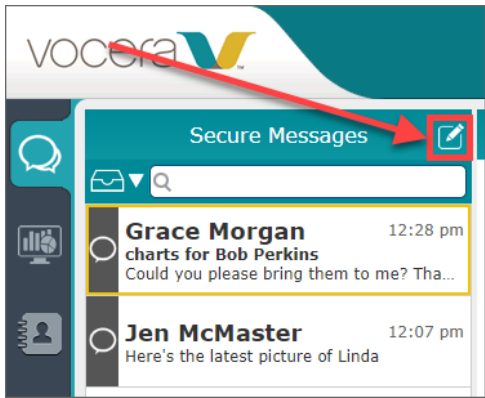 vocera
Secure Messages
Grace Morgan 12:28 pm
charts for Bob Perkins
Could you please bring them to me? Tha...
Jen McMaster 12:07 pm
Here's the latest picture of Linda